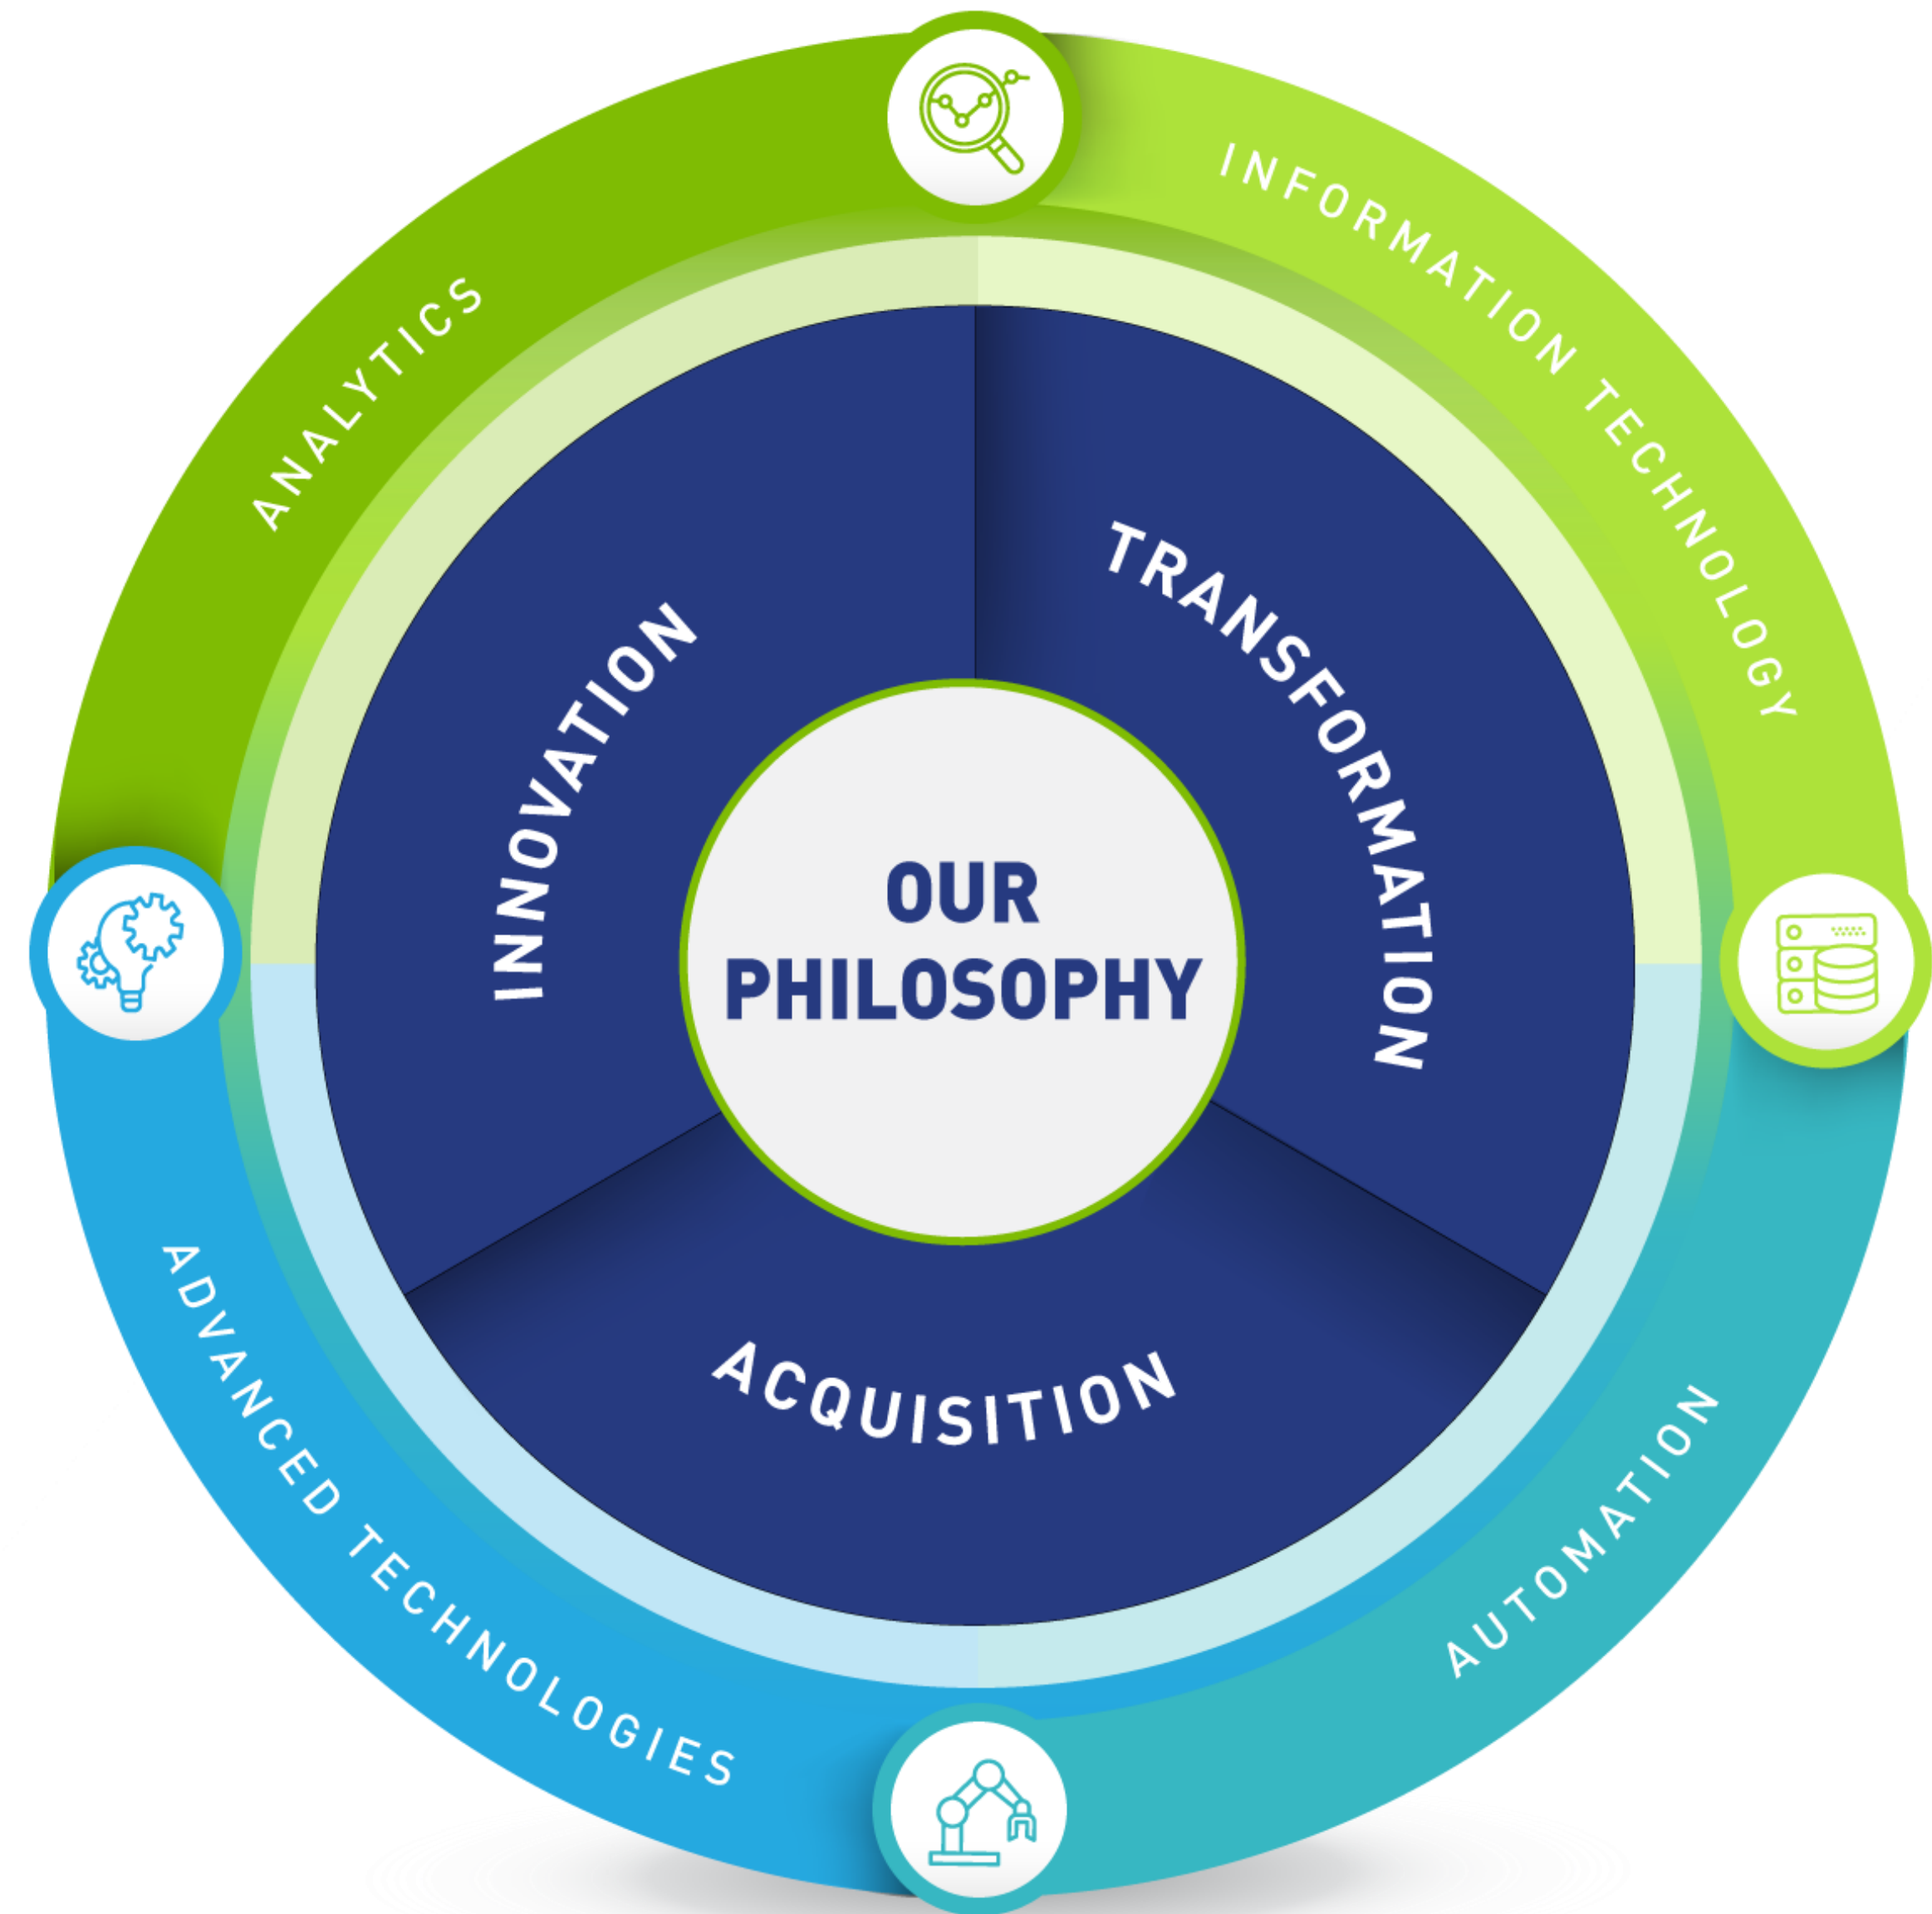 ANALYTICS
INFORMATION TECHNOLOGY
INNOVATION
TRANSFORMATION
OUR
PHILOSOPHY
ACQUISITION
ADVANCED TECHNOLOGIES
AUTOMATION